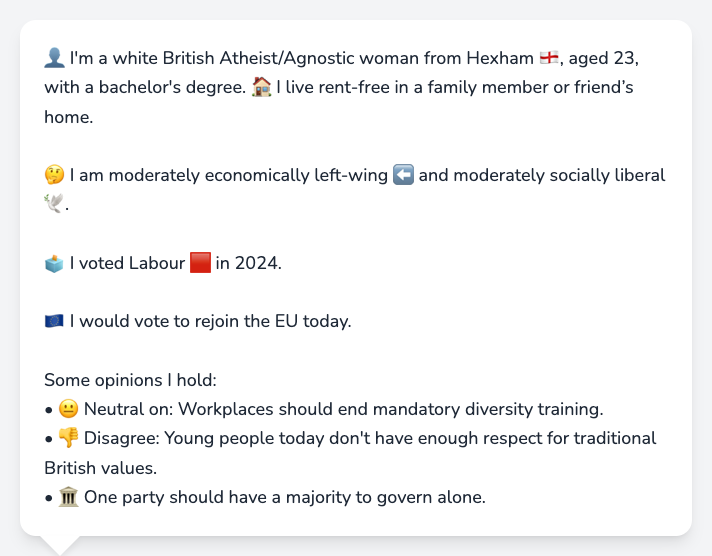 👤 I'm a white British Atheist/Agnostic woman from Hexham 🏴󠁧󠁢󠁥󠁮󠁧󠁿, aged 23,
with a bachelor's degree. 🏠 I live rent-free in a family member or friend’s
home.
🤔 I am moderately economically left-wing ⬅️ and moderately socially liberal
🕊️.
🗳️ I voted Labour 🟥 in 2024.
🇪🇺 I would vote to rejoin the EU today.
Some opinions I hold:
• 😐 Neutral on: Workplaces should end mandatory diversity training.
• 👎 Disagree: Young people today don't have enough respect for traditional
British values.
• 🏛️ One party should have a majority to govern alone.